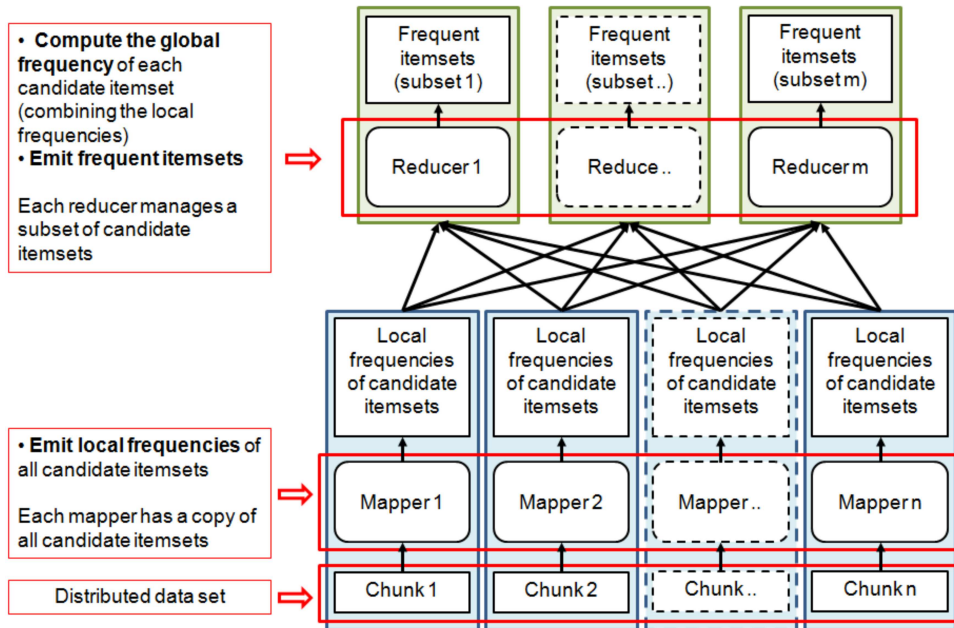 • Compute the global
frequency of each
candidate itemset
(combining the local
frequencies)
• Emit frequent itemsets
Each reducer manages a
subset of candidate
itemsets
Frequent
itemsets
(subset 1)
Frequent
itemsets
(subset ..)
Frequent
itemsets
(subset m)
Reducer 1
Reduce ..
Reducer m
Local
frequencies
of candidate
itemsets
Local
frequencies
of candidate
itemsets
Local
frequencies
of candidate
itemsets
Local
frequencies
of candidate
itemsets
• Emit local frequencies of
all candidate itemsets
Each mapper has a copy of
all candidate itemsets
Mapper 1
Mapper 2
Mapper ..
Mapper n
Distributed data set
Chunk 1
Chunk 2
Chunk ..
Chunk n